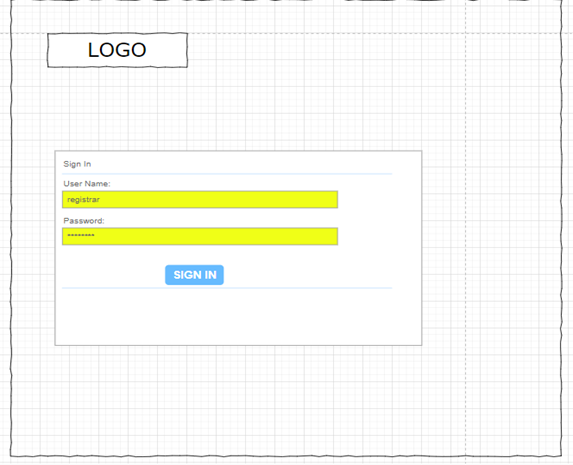 LOGO
Sign In
User Name:
registrar
Password:
--------
SIGN IN